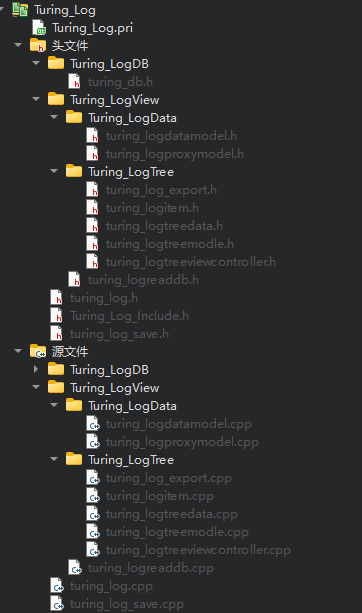 Turing_Log
Turing_Log.pri
头文件
Turing_LogDB
turing_db.h
Turing_LogView
Turing_LogData
turing_logdatamodel.h
turing_logproxymodel.h
Turing_LogTree
turing_log_export.h
turing_logitem.h
turing_logtreedata.h
turing_logtreemodle.h
turing_logtreeviewcontroller.h
turing_logreaddb.h
turing_log.h
Turing_Log_Include.h
turing_log_save.h
源文件
Turing_LogDB
Turing_LogView
Turing_LogData
turing_logdatamodel.cpp
turing_logproxymodel.cpp
Turing_LogTree
turing_log_export.cpp
turing_logitem.cpp
turing_logtreedata.cpp
turing_logtreemodle.cpp
turing_logtreeviewcontroller.cpp
turing_logreaddb.cpp
turing_log.cpp
turing_log_save.cpp